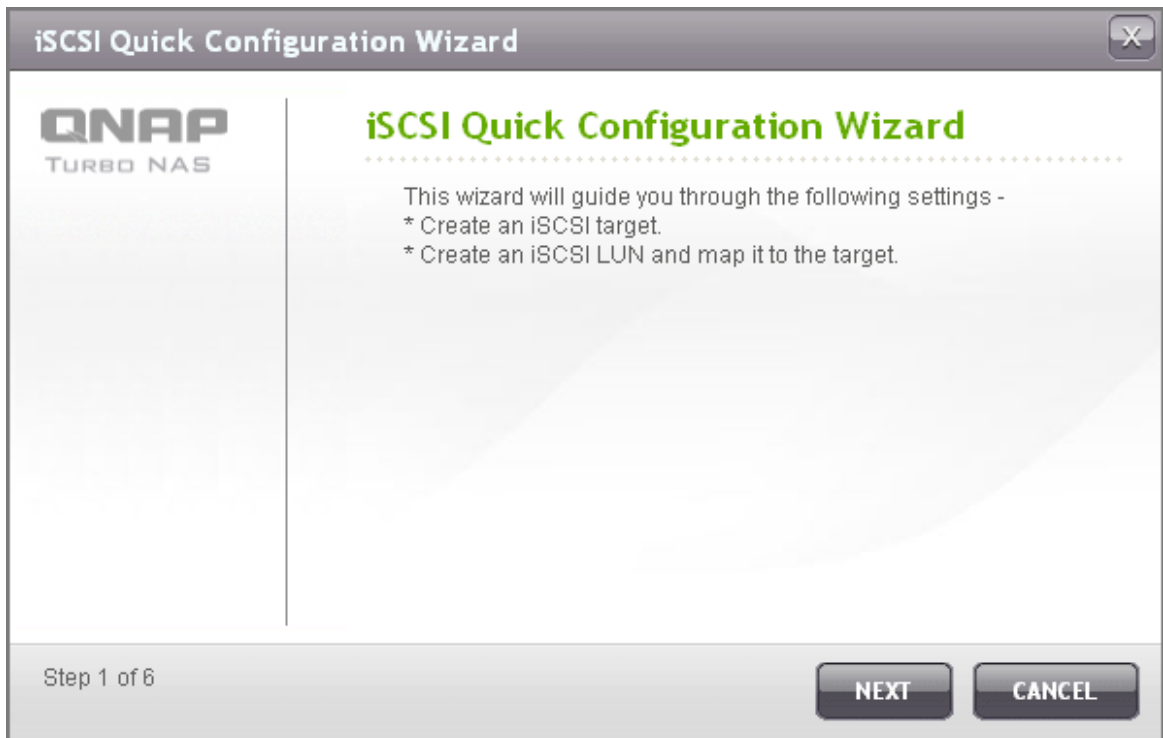 iSCSI Quick Configuration Wizard
X
QNAP
TURBO NAS
iSCSI Quick Configuration Wizard
This wizard will guide you through the following settings -
* Create an iSCSI target.
* Create an iSCSI LUN and map it to the target.
Step 1 of 6
NEXT
CANCEL